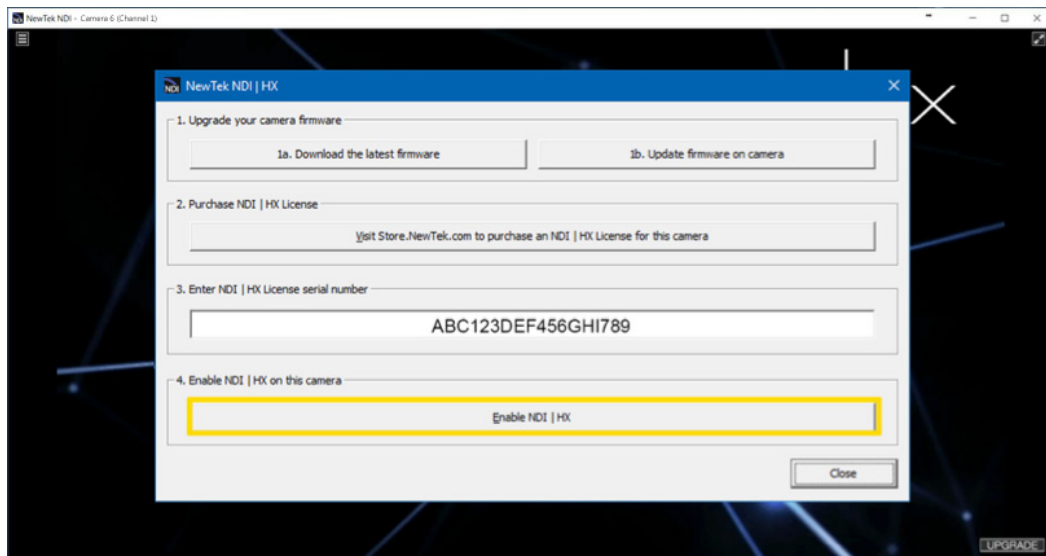 NewTek NDI - Camera 6 (Channel 1)
X
NDI NewTek NDI | HX
1. Upgrade your camera firmware
1a. Download the latest firmware
1b. Update firmware on camera
2. Purchase NDI | HX License
Visit Store.NewTek.com to purchase an NDI | HX License for this camera
3. Enter NDI | HX License serial number
ABC123DEF456GHI789
4. Enable NDI | HX on this camera
Enable NDI | HX
Close
UPGRADE